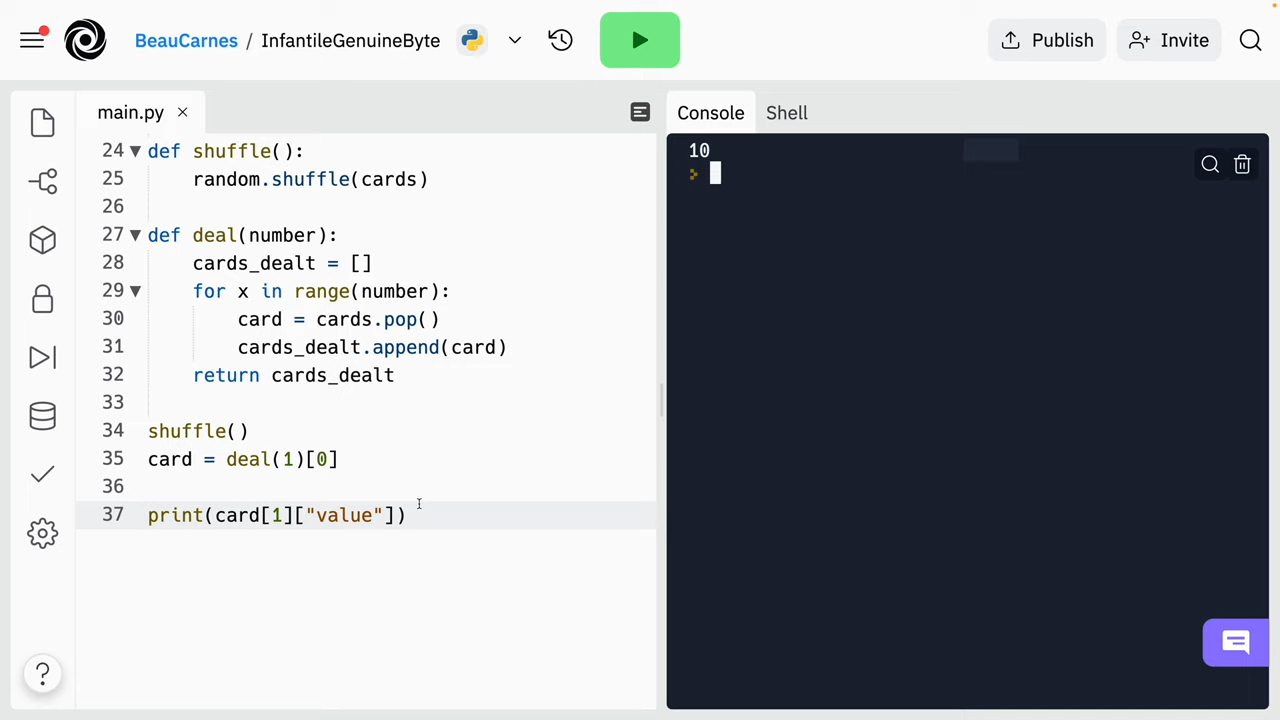 BeauCarnes / InfantileGenuineByte
Publish
Invite
main.py
Console
Shell
24 def shuffle():
25     random.shuffle(cards)
26
27 def deal(number):
28     cards_dealt = []
29     for x in range(number):
30         card = cards.pop()
31         cards_dealt.append(card)
32     return cards_dealt
33
34 shuffle()
35 card = deal(1)[0]
36
37 print(card[1]["value"])
10
?